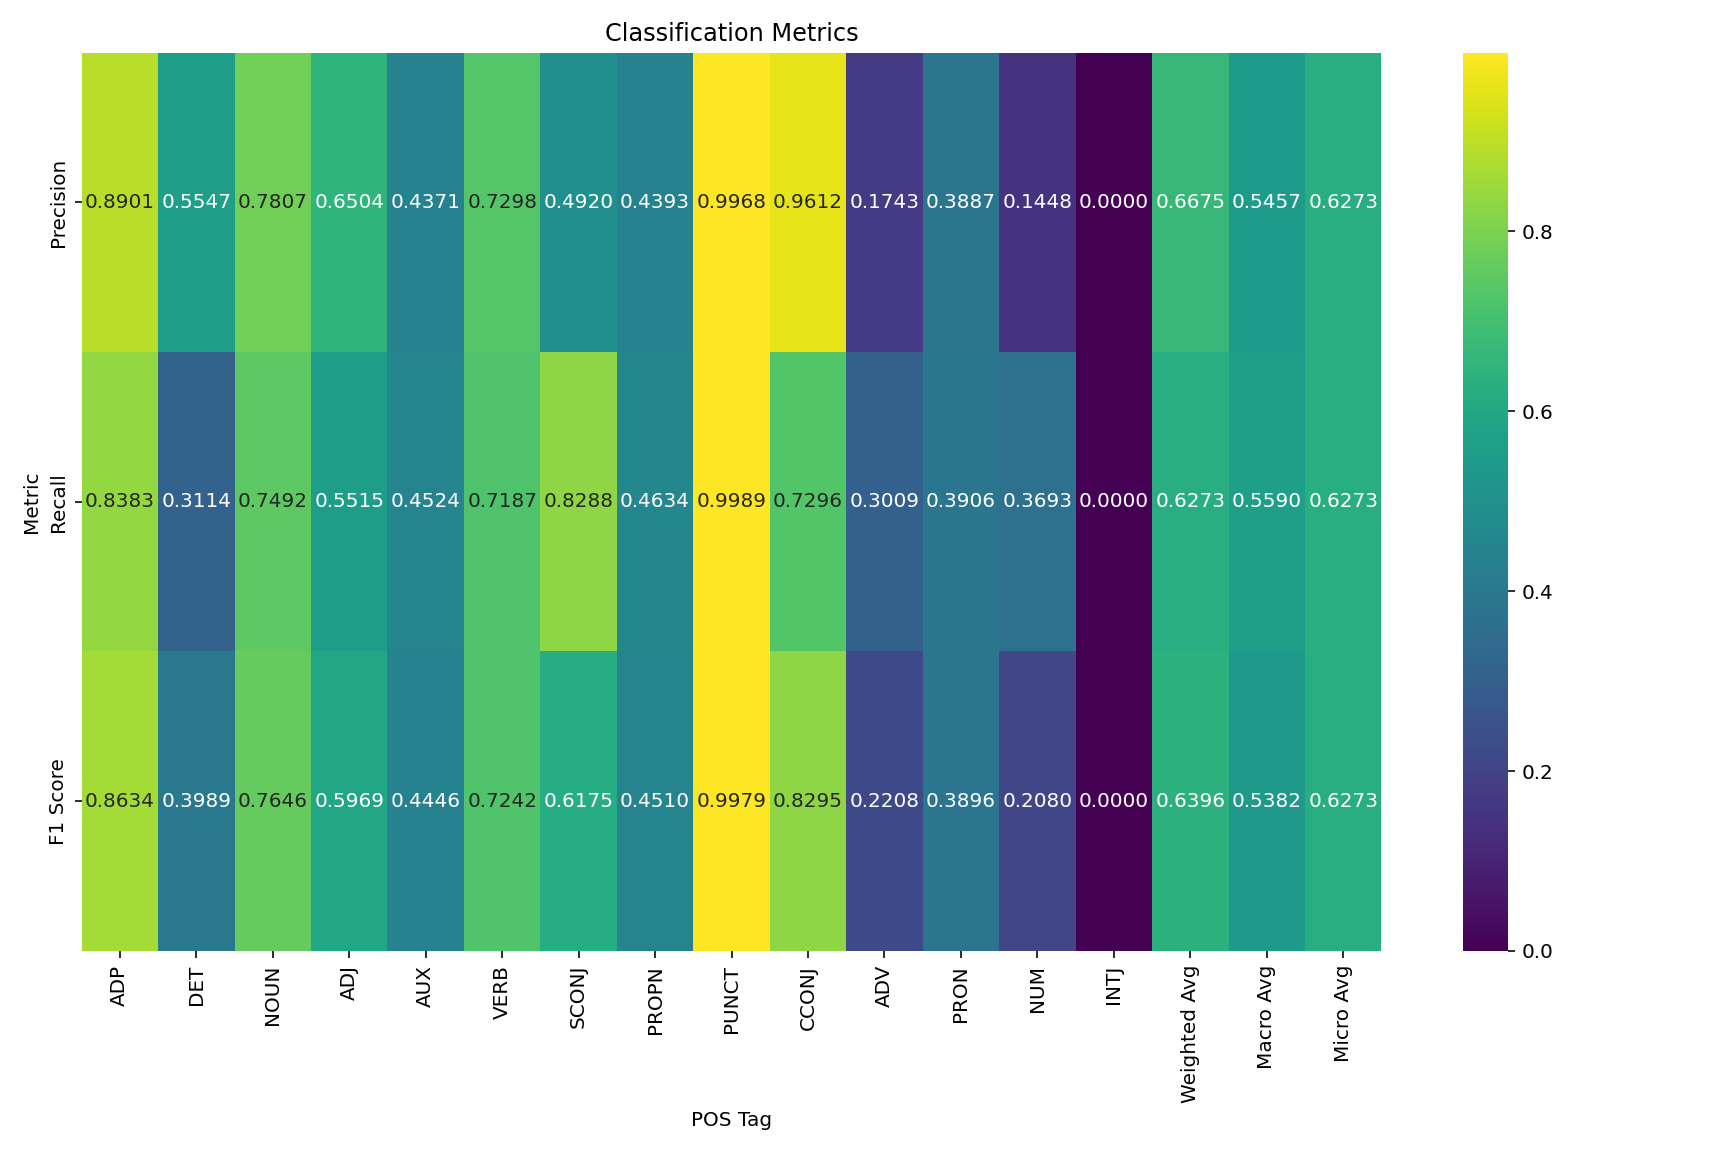 Classification Metrics
Precision 0.8901 0.5547 0.7807 0.6504 0.4371 0.7298 0.4920 0.4393 0.9968 0.9612 0.1743 0.3887 0.1448 0.0000 0.6675 0.5457 0.6273
Metric
Recall 0.8383 0.3114 0.7492 0.5515 0.4524 0.7187 0.8288 0.4634 0.9989 0.7296 0.3009 0.3906 0.3693 0.0000 0.6273 0.5590 0.6273
F1 Score 0.8634 0.3989 0.7646 0.5969 0.4446 0.7242 0.6175 0.4510 0.9979 0.8295 0.2208 0.3896 0.2080 0.0000 0.6396 0.5382 0.6273
ADP DET NOUN ADJ AUX VERB SCONJ PROPN PUNCT CCONJ ADV PRON NUM INTJ Weighted Avg Macro Avg Micro Avg
POS Tag
0.8
0.6
0.4
0.2
0.0